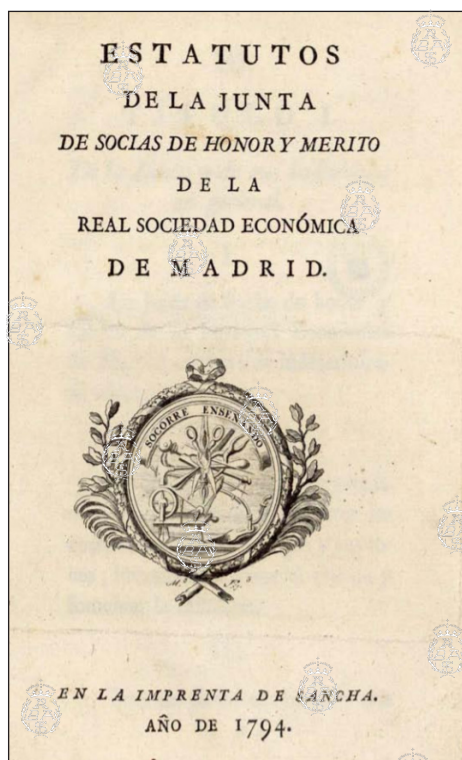 ESTATUTOS
DE LA JUNTA
DE SOCIAS DE HONOR Y MERITO
DE LA
REAL SOCIEDAD ECONÓMICA
DE MADRID.
SOCORRE ENSEÑANDO
EN LA IMPRENTA DE SANCHA.
AÑO DE 1794.